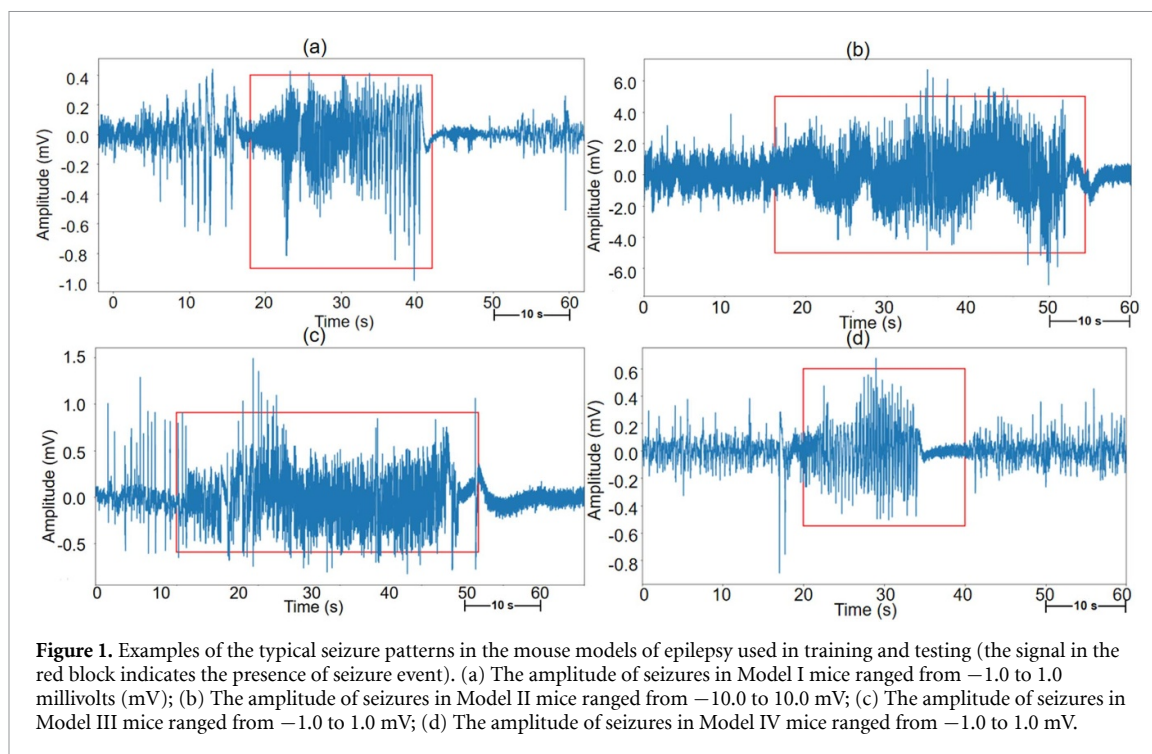 (a)
0.4
0.2
0.0
-0.2
-0.4
-0.6
-0.8
-1.0
Amplitude (mV)
0 10 20 30 40 50 60
Time (s)
10 s
(b)
6.0
4.0
2.0
0.0
-2.0
-4.0
-6.0
Amplitude (mV)
0 10 20 30 40 50 60
Time (s)
10 s
(c)
1.5
1.0
0.5
0.0
-0.5
Amplitude (mV)
0 10 20 30 40 50 60
Time (s)
10 s
(d)
0.6
0.4
0.2
0.0
-0.2
-0.4
-0.6
-0.8
Amplitude (mV)
0 10 20 30 40 50 60
Time (s)
10 s
Figure 1. Examples of the typical seizure patterns in the mouse models of epilepsy used in training and testing (the signal in the
red block indicates the presence of seizure event). (a) The amplitude of seizures in Model I mice ranged from −1.0 to 1.0
millivolts (mV); (b) The amplitude of seizures in Model II mice ranged from −10.0 to 10.0 mV; (c) The amplitude of seizures in
Model III mice ranged from −1.0 to 1.0 mV; (d) The amplitude of seizures in Model IV mice ranged from −1.0 to 1.0 mV.